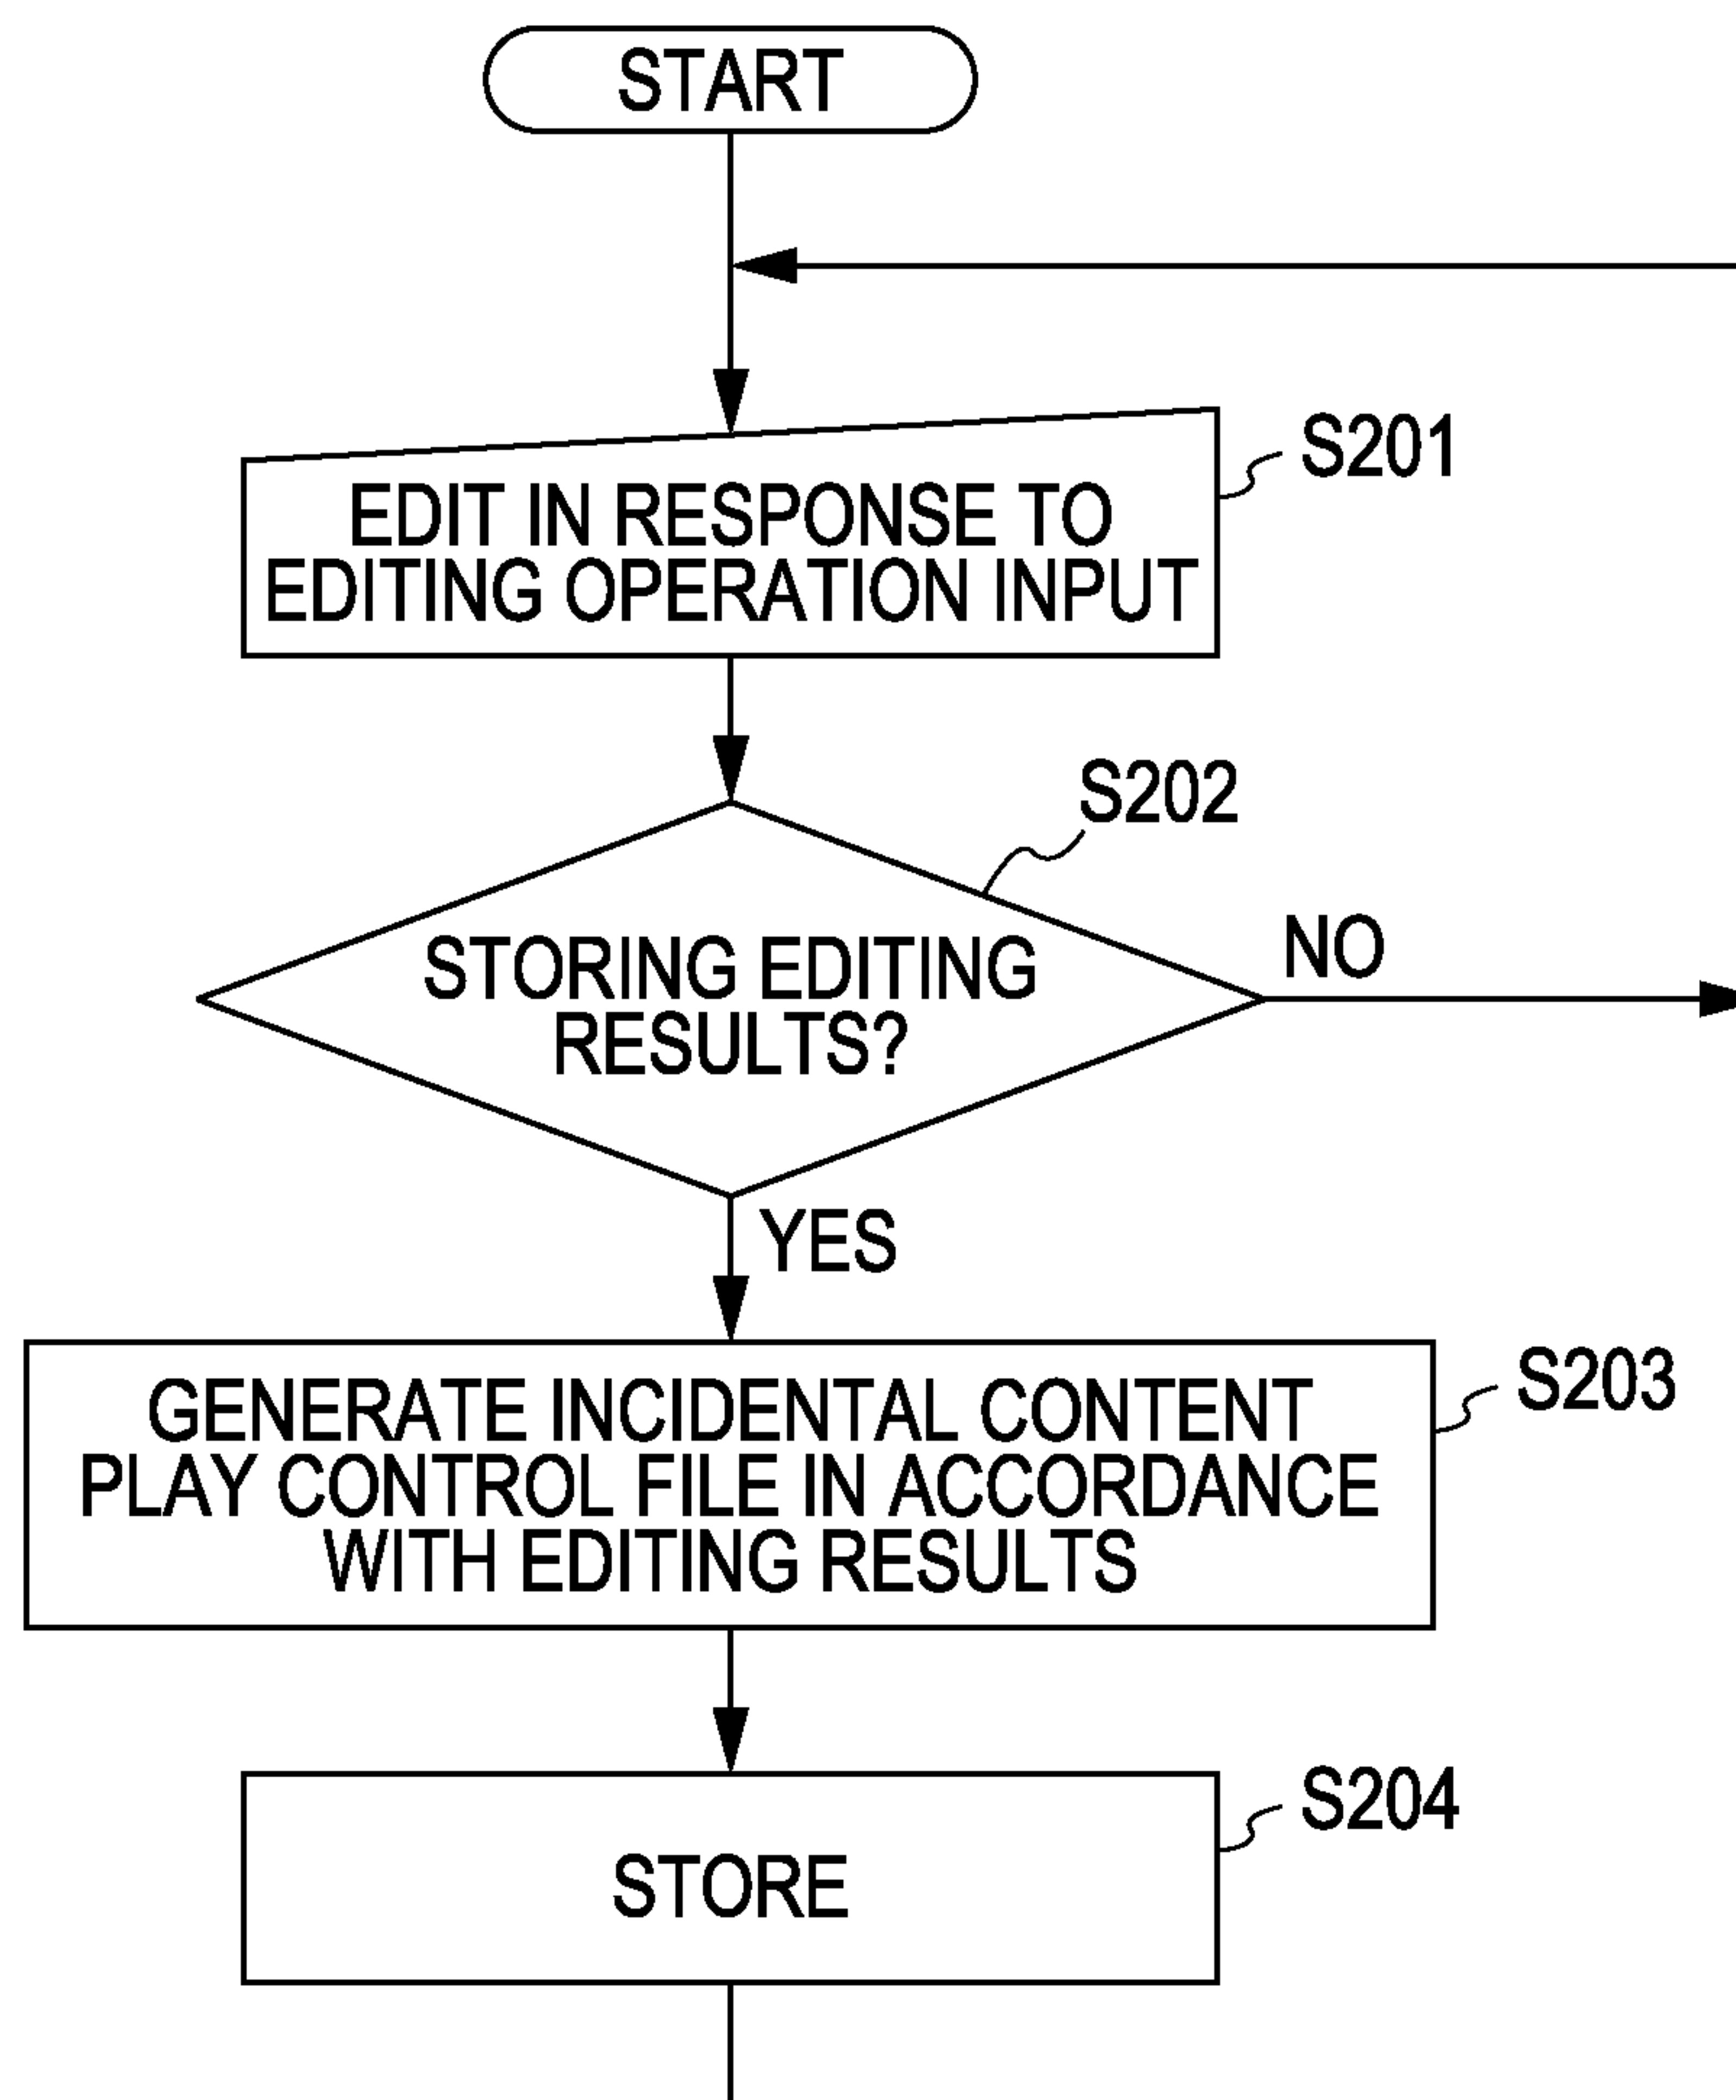 START
S201
EDIT IN RESPONSE TO
EDITING OPERATION INPUT
S202
STORING EDITING
RESULTS?
NO
YES
S203
GENERATE INCIDENTAL CONTENT
PLAY CONTROL FILE IN ACCORDANCE
WITH EDITING RESULTS
S204
STORE